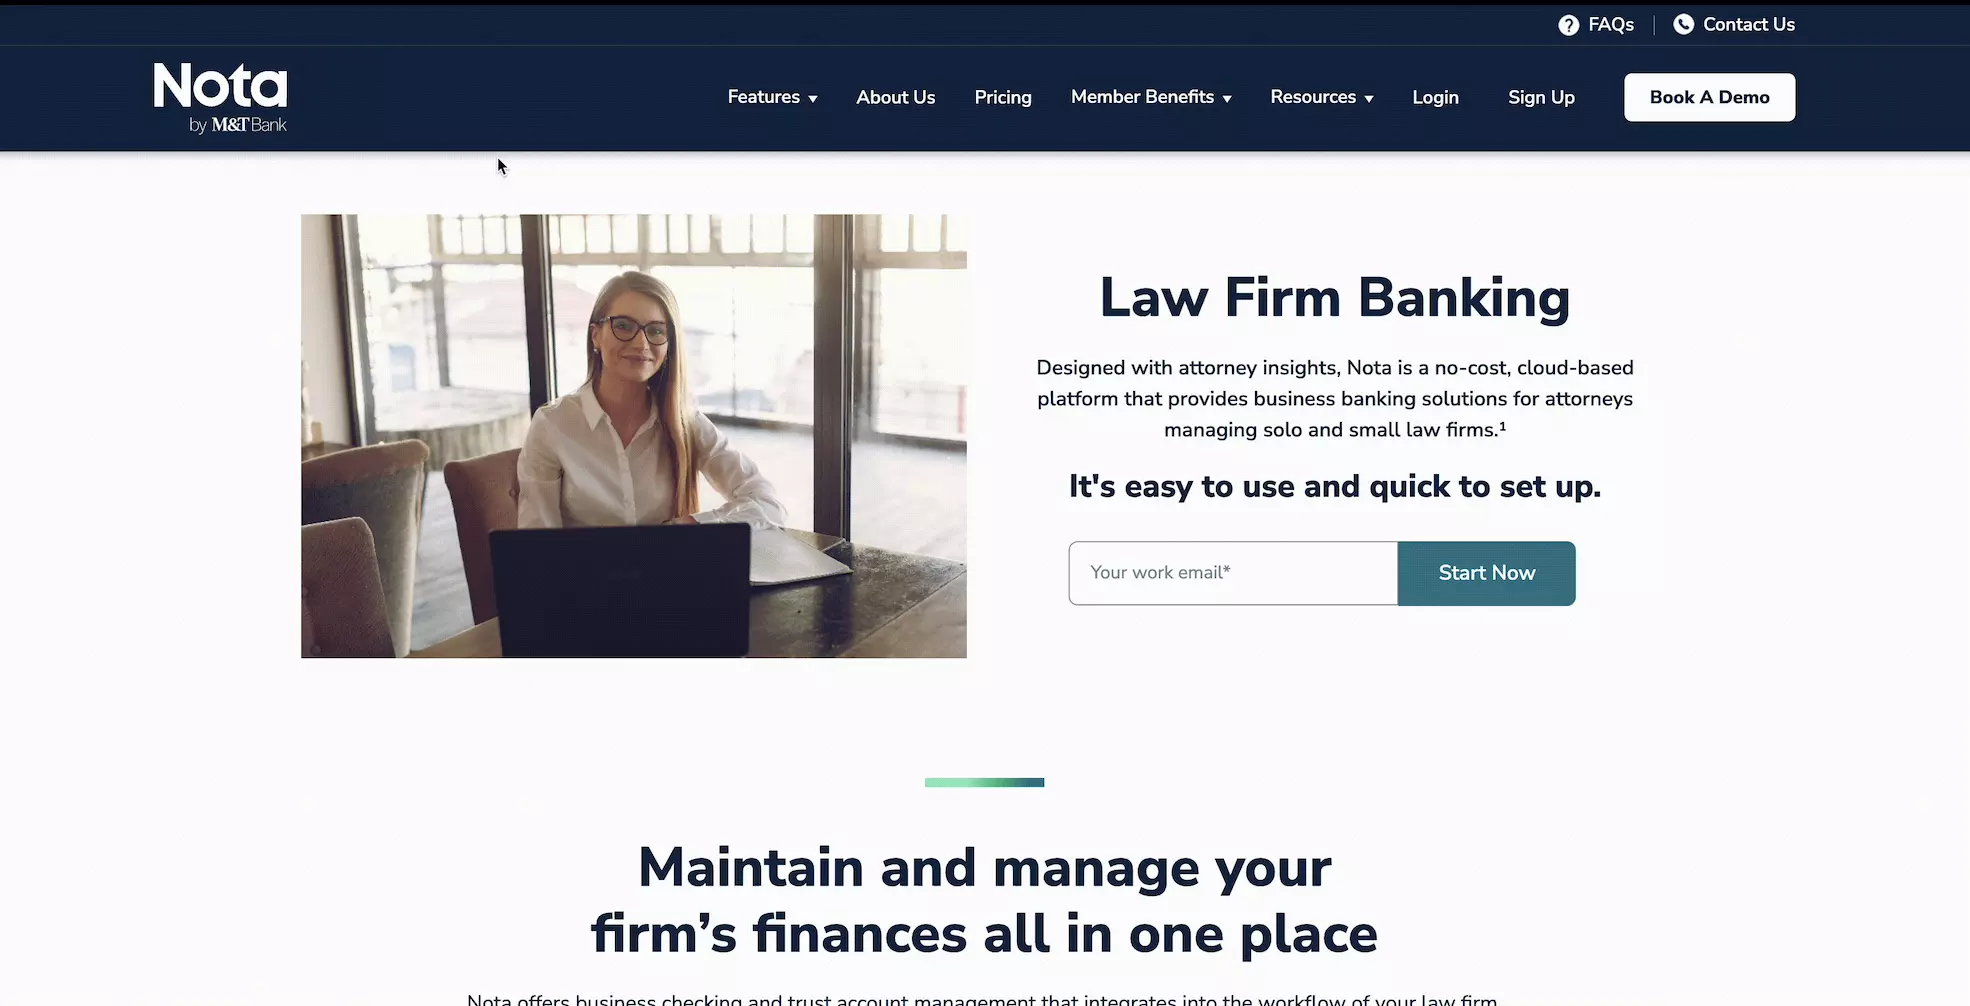 FAQs
Contact Us
Nota
by M&T Bank
Features
About Us
Pricing
Member Benefits
Resources
Login
Sign Up
Book A Demo
Law Firm Banking
Designed with attorney insights, Nota is a no-cost, cloud-based
platform that provides business banking solutions for attorneys
managing solo and small law firms.¹
It's easy to use and quick to set up.
Your work email*
Start Now
Maintain and manage your
firm’s finances all in one place
Nota offers business checking and trust account management that integrates into the workflow of your law firm